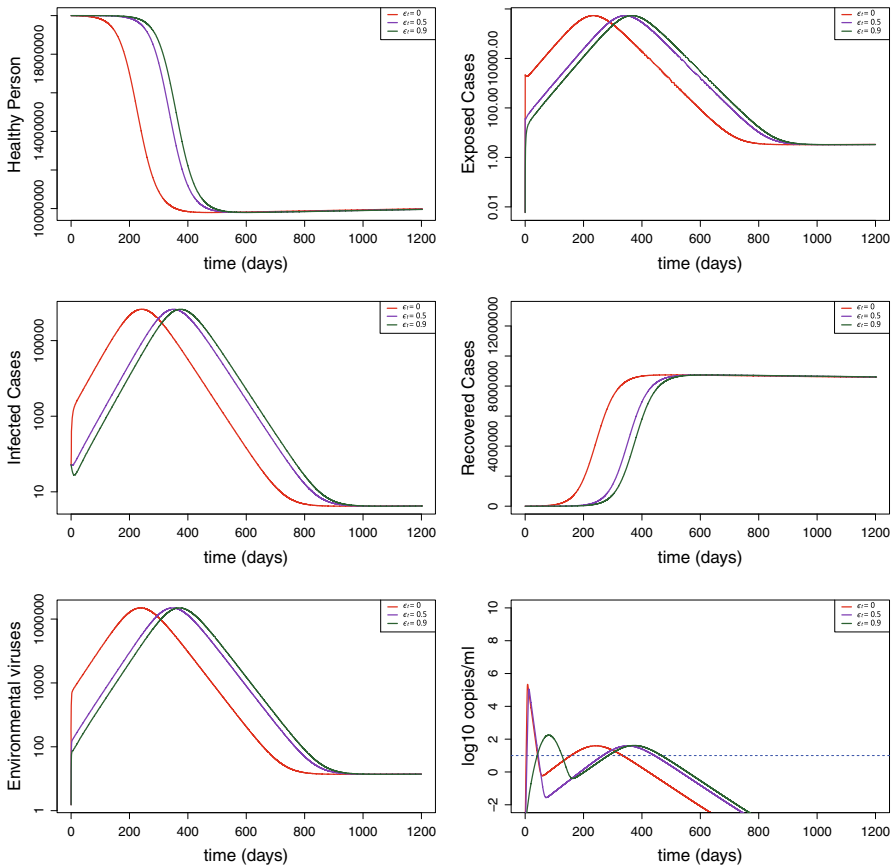 Healthy Person
18000000
14000000
10000000
0 200 400 600 800 1000 1200
time (days)
ϵI = 0
ϵI = 0.5
ϵI = 0.9
Exposed Cases
10000.00
100.00
1.00
0.01
0 200 400 600 800 1000 1200
time (days)
ϵI = 0
ϵI = 0.5
ϵI = 0.9
Infected Cases
100000
1000
10
0 200 400 600 800 1000 1200
time (days)
ϵI = 0
ϵI = 0.5
ϵI = 0.9
Recovered Cases
12000000
8000000
4000000
0
0 200 400 600 800 1000 1200
time (days)
ϵI = 0
ϵI = 0.5
ϵI = 0.9
Environmental viruses
1000000
10000
100
1
0 200 400 600 800 1000 1200
time (days)
ϵI = 0
ϵI = 0.5
ϵI = 0.9
log10 copies/ml
10
8
6
4
2
0
−2
0 200 400 600 800 1000 1200
time (days)
ϵI = 0
ϵI = 0.5
ϵI = 0.9